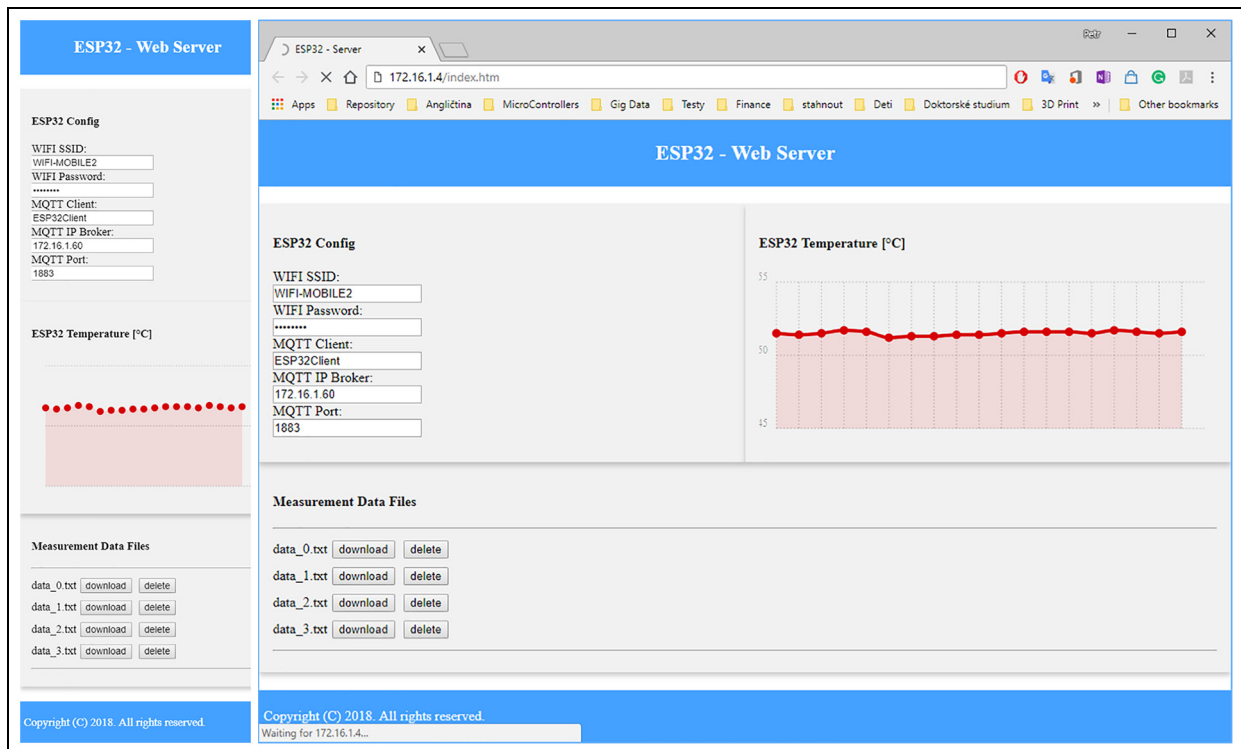 ESP32 - Web Server
ESP32 Config
WIFI SSID:
WIFI-MOBILE2
WIFI Password:
••••••••
MQTT Client:
ESP32Client
MQTT IP Broker:
172.16.1.60
MQTT Port:
1883
ESP32 Temperature [°C]
Measurement Data Files
data_0.txt download delete
data_1.txt download delete
data_2.txt download delete
data_3.txt download delete
Copyright (C) 2018. All rights reserved.
Petr
ESP32 - Server
172.16.1.4/index.htm
Apps Repository Angličtina MicroControllers Gig Data Testy Finance stahnout Deti Doktorské studium 3D Print » Other bookmarks
ESP32 - Web Server
ESP32 Config
WIFI SSID:
WIFI-MOBILE2
WIFI Password:
••••••••
MQTT Client:
ESP32Client
MQTT IP Broker:
172.16.1.60
MQTT Port:
1883
ESP32 Temperature [°C]
55
50
45
Measurement Data Files
data_0.txt download delete
data_1.txt download delete
data_2.txt download delete
data_3.txt download delete
Copyright (C) 2018. All rights reserved.
Waiting for 172.16.1.4...